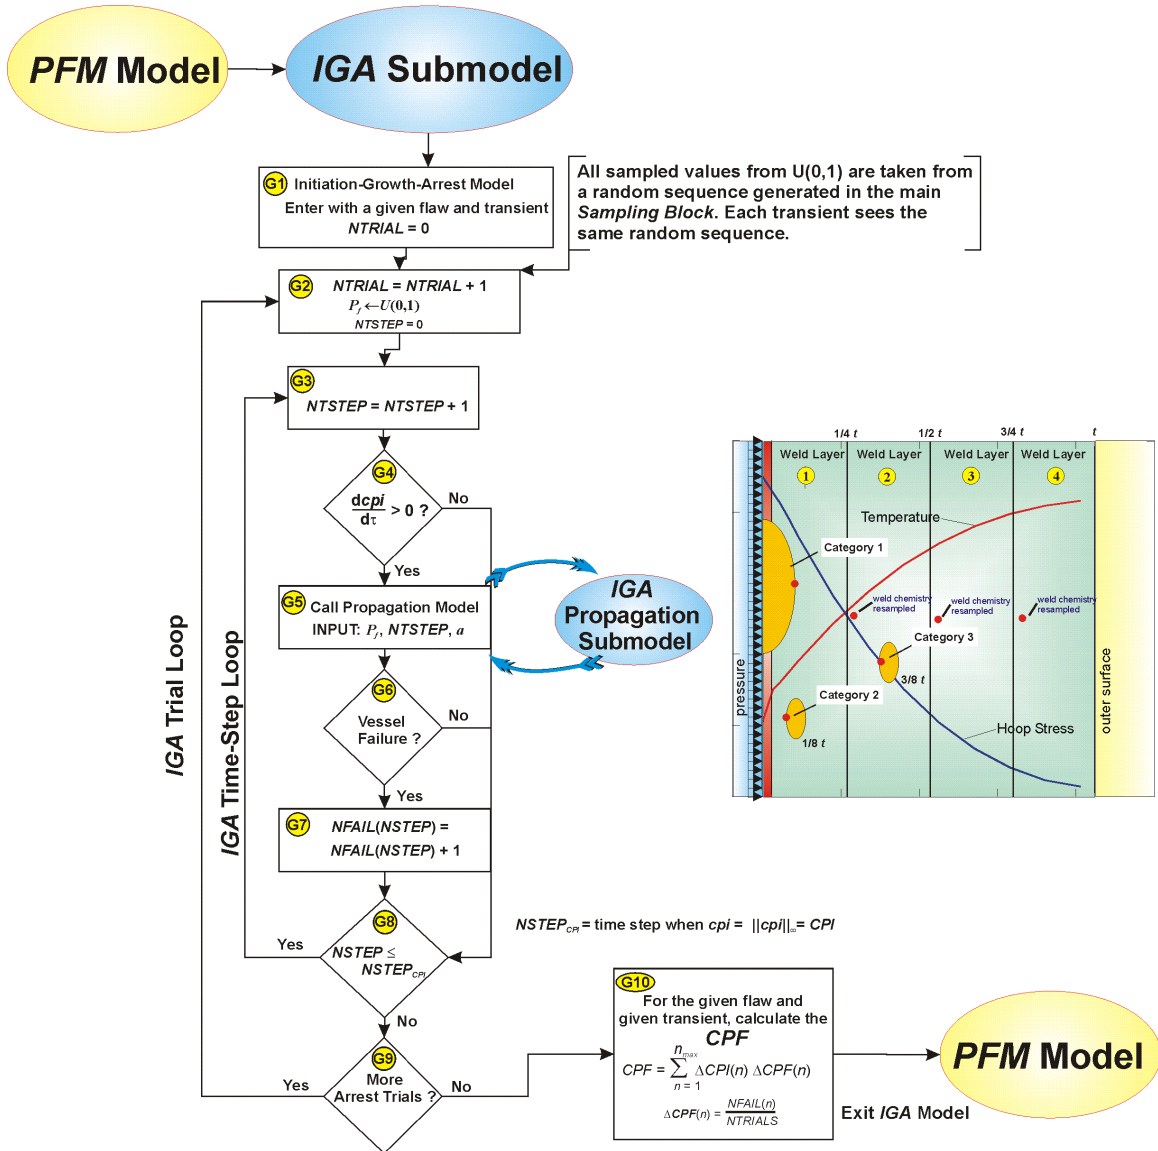 PFM Model
IGA Submodel
G1 Initiation-Growth-Arrest Model
Enter with a given flaw and transient
NTRIAL = 0
All sampled values from U(0,1) are taken from
a random sequence generated in the main
Sampling Block. Each transient sees the
same random sequence.
G2 NTRIAL = NTRIAL + 1
Pf ←U(0,1)
NTSTEP = 0
G3
NTSTEP = NTSTEP + 1
G4
dcpi
dτ
> 0 ?
No
Yes
G5 Call Propagation Model
INPUT: Pf, NTSTEP, a
IGA
Propagation
Submodel
G6
Vessel
Failure ?
No
Yes
G7 NFAIL(NSTEP) =
NFAIL(NSTEP) + 1
G8
NSTEP ≤
NSTEPCPI
Yes
No
G9
More
Arrest Trials ?
Yes
No
IGA Trial Loop
IGA Time-Step Loop
NSTEPCPI = time step when cpi = ||cpi||∞= CPI
G10
For the given flaw and
given transient, calculate the
CPF
nmax
CPF = ∑ ΔCPI(n) ΔCPF(n)
n = 1
ΔCPF(n) = NFAIL(n)
NTRIALS
Exit IGA Model
PFM Model
1/4 t
1/2 t
3/4 t
t
Weld Layer
Weld Layer
Weld Layer
Weld Layer
1
2
3
4
Temperature
Category 1
weld chemistry
resampled
weld chemistry
resampled
weld chemistry
resampled
Category 3
3/8 t
Category 2
1/8 t
Hoop Stress
pressure
outer surface